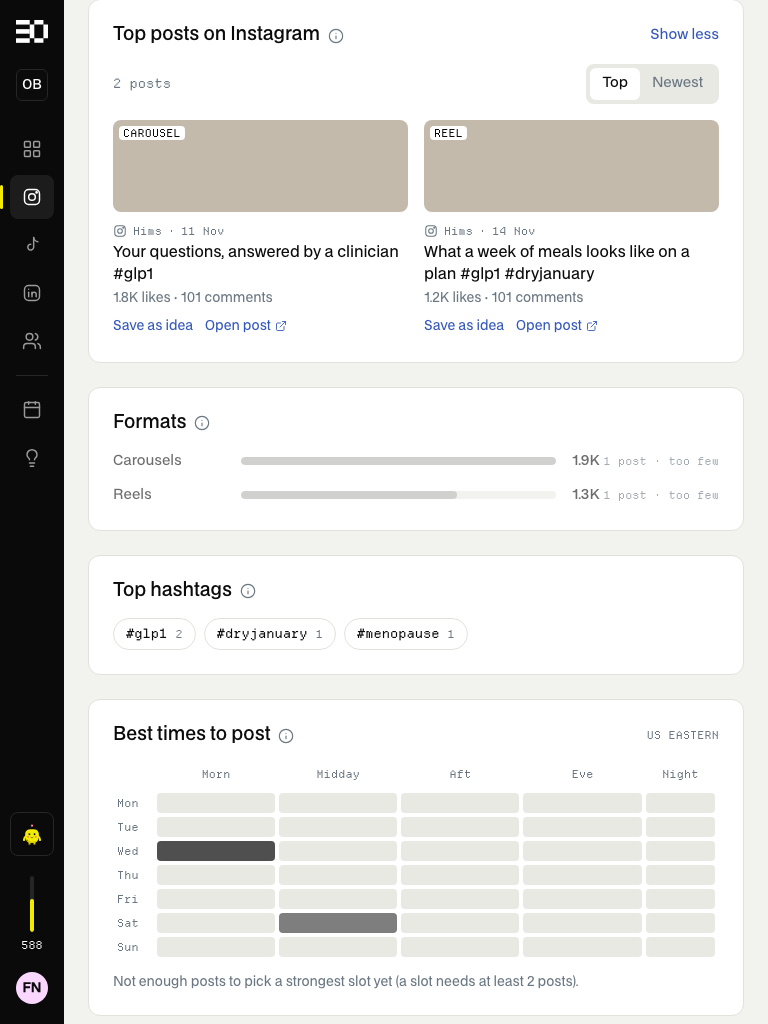 Top posts on Instagram
Show less
OB
2 posts
Top
Newest
CAROUSEL
REEL
Hims · 11 Nov
Your questions, answered by a clinician
#glp1
1.8K likes · 101 comments
Save as idea
Open post
Hims · 14 Nov
What a week of meals looks like on a
plan #glp1 #dryjanuary
1.2K likes · 101 comments
Save as idea
Open post
Formats
Carousels
1.9K 1 post · too few
Reels
1.3K 1 post · too few
Top hashtags
#glp1 2
#dryjanuary 1
#menopause 1
Best times to post
US EASTERN
Morn Midday Aft Eve Night
Mon
Tue
Wed
Thu
Fri
Sat
Sun
Not enough posts to pick a strongest slot yet (a slot needs at least 2 posts).
588
FN